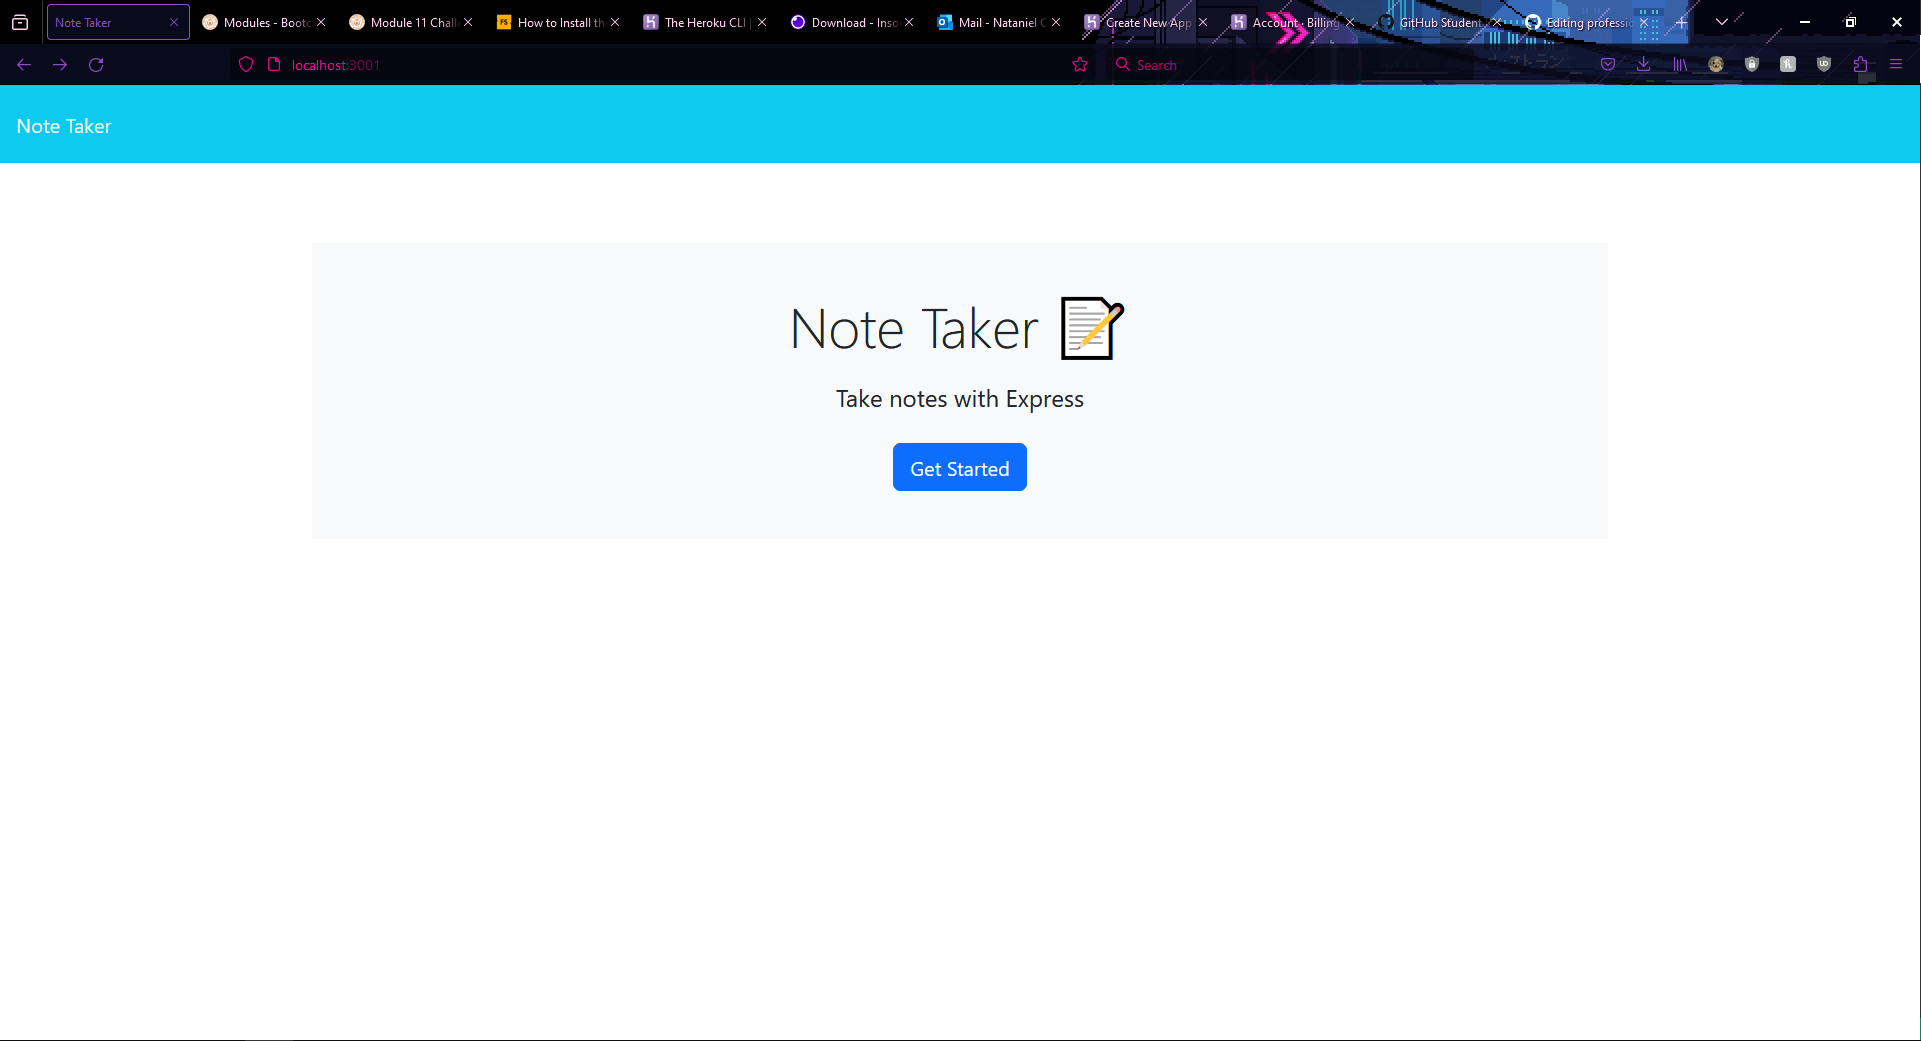 Note Taker
Modules - Bootc
Module 11 Chall
How to Install th
The Heroku CLI |
Download - Inso
Mail - Nataniel C
Create New App
Account · Billing
GitHub Student
Editing professio
localhost:3001
Search
Note Taker
Note Taker
Take notes with Express
Get Started